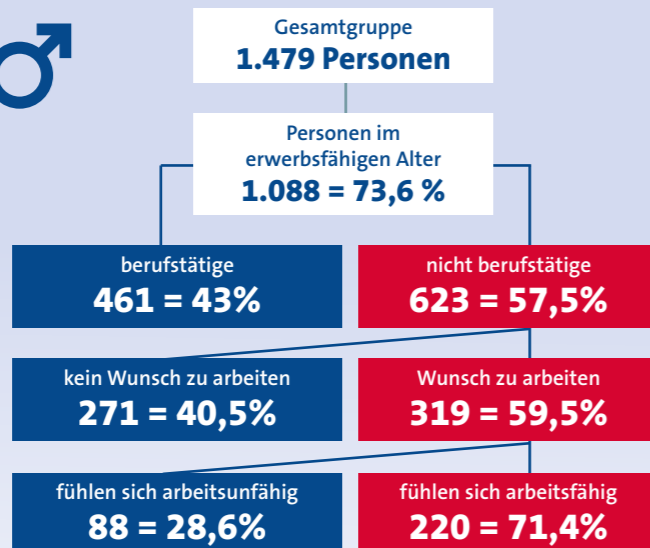 Gesamtgruppe
1.479 Personen
Personen im
erwerbsfähigen Alter
1.088 = 73,6 %
berufstätige
461 = 43%
nicht berufstätige
623 = 57,5%
kein Wunsch zu arbeiten
271 = 40,5%
Wunsch zu arbeiten
319 = 59,5%
fühlen sich arbeitsunfähig
88 = 28,6%
fühlen sich arbeitsfähig
220 = 71,4%